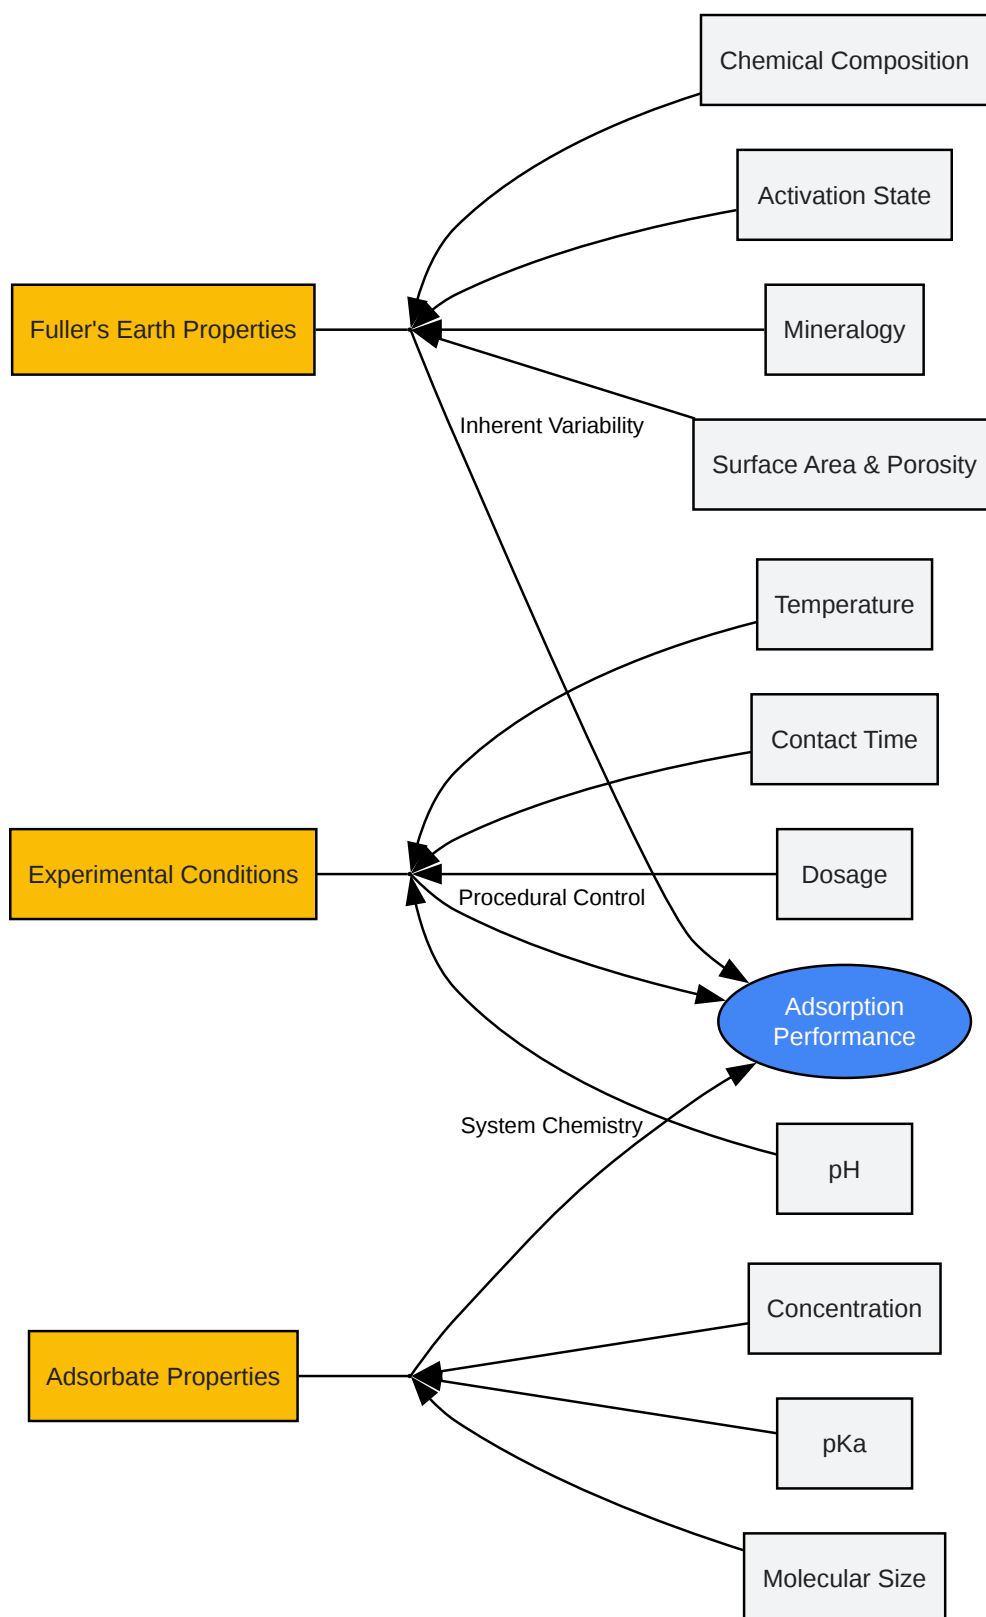 Chemical Composition
Activation State
Fuller's Earth Properties
Mineralogy
Inherent Variability
Surface Area & Porosity
Temperature
Contact Time
Experimental Conditions
Dosage
Procedural Control
Adsorption
Performance
System Chemistry
pH
Concentration
Adsorbate Properties
pKa
Molecular Size